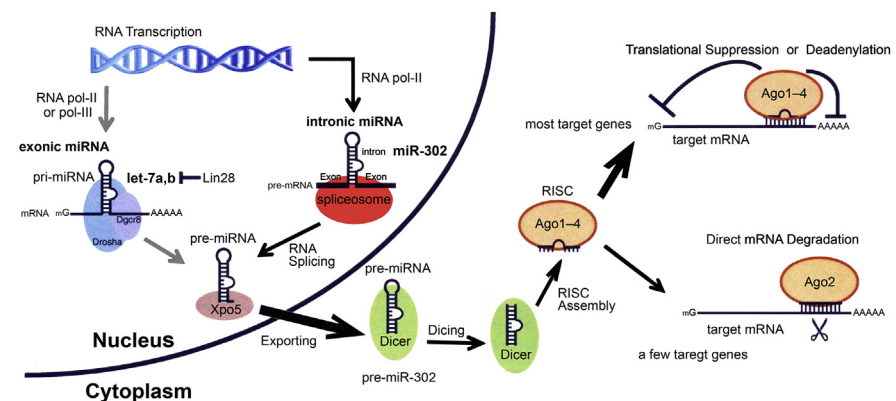 RNA Transcription
RNA pol-II
RNA pol-II
or pol-III
exonic miRNA
intronic miRNA
intron
miR-302
pri-miRNA
let-7a,b
Lin28
Exon
Exon
pre-mRNA
spliceosome
mRNA
mG
AAAAA
Dgcr8
Drosha
pre-miRNA
RNA
Splicing
Xpo5
Nucleus
Cytoplasm
Exporting
pre-miRNA
Dicer
pre-miR-302
Dicing
Dicer
RISC
Assembly
RISC
Ago1–4
most target genes
Translational Suppression or Deadenylation
Ago1–4
mG
AAAAA
target mRNA
Direct mRNA Degradation
Ago2
mG
AAAAA
target mRNA
a few taregt genes